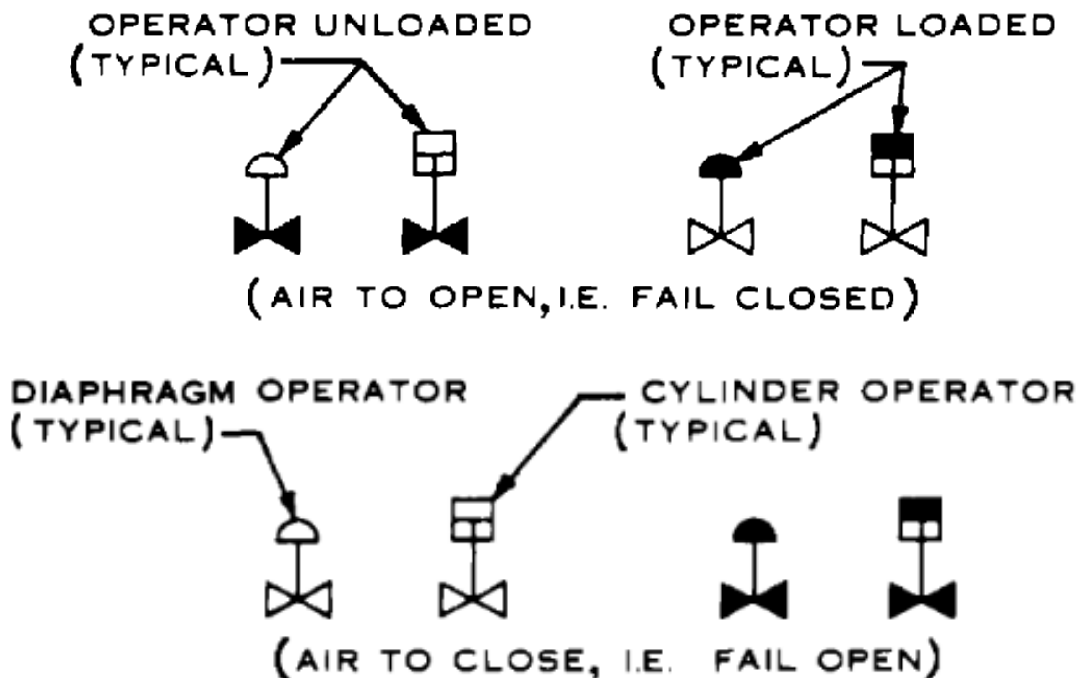 OPERATOR UNLOADED
(TYPICAL)
OPERATOR LOADED
(TYPICAL)
(AIR TO OPEN, I.E. FAIL CLOSED)
DIAPHRAGM OPERATOR
(TYPICAL)
CYLINDER OPERATOR
(TYPICAL)
(AIR TO CLOSE, I.E. FAIL OPEN)